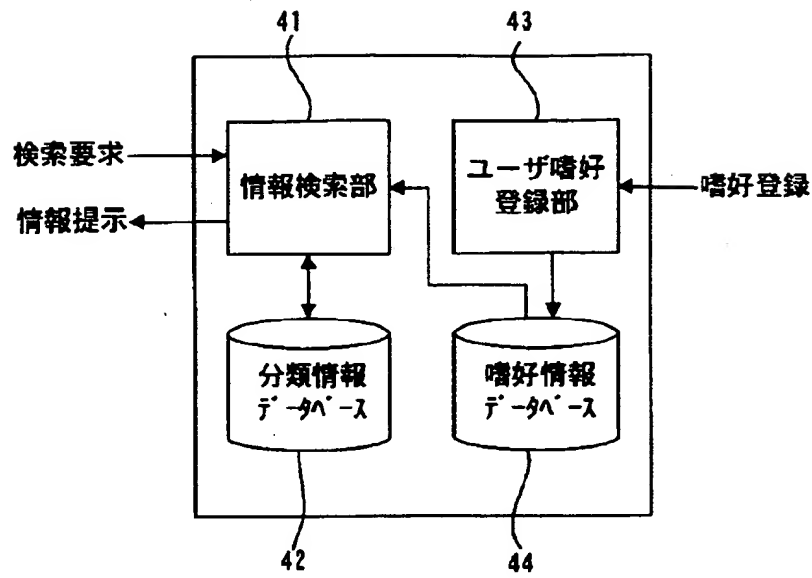 41
43
検索要求
情報提示
情報検索部
ユーザ嗜好
登録部
嗜好登録
分類情報
データベース
嗜好情報
データベース
42
44